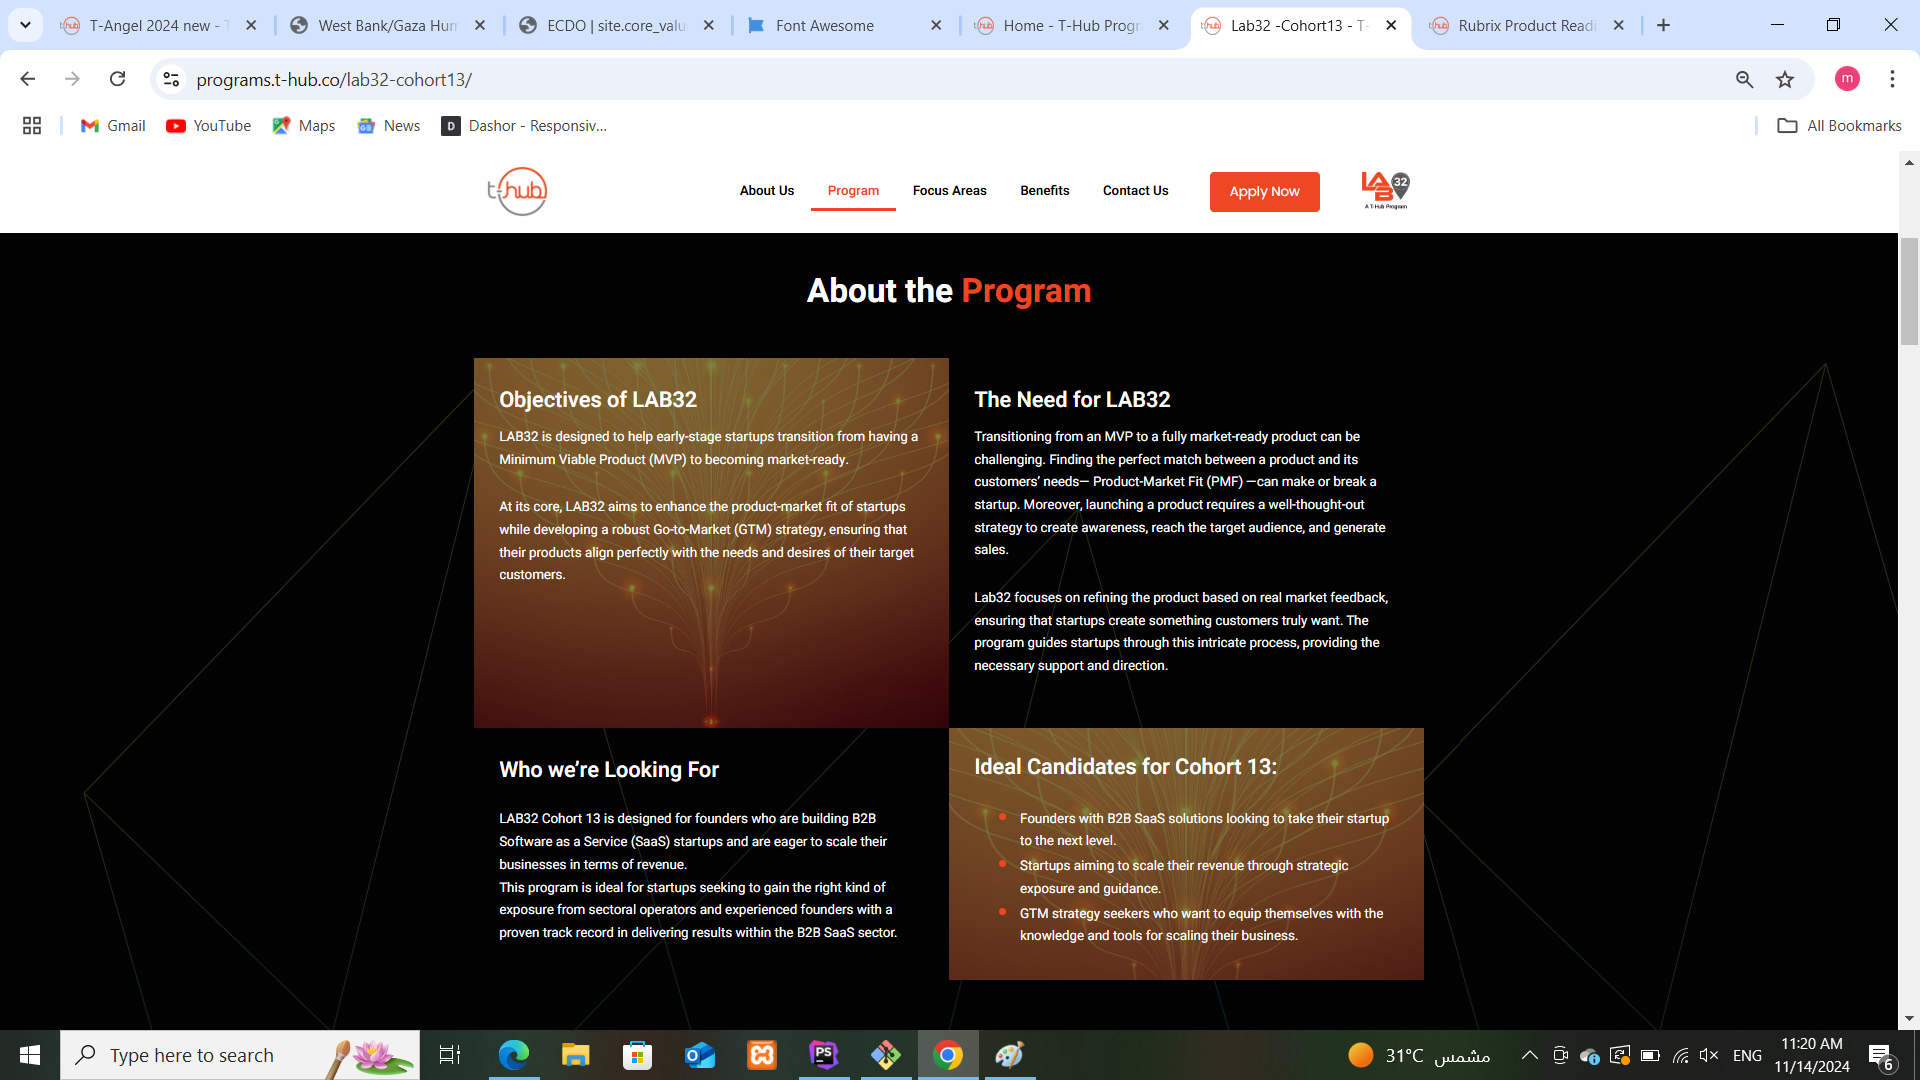 T-Angel 2024 new - T
West Bank/Gaza Hum
ECDO | site.core_valu
Font Awesome
Home - T-Hub Progr
Lab32 -Cohort13 - T-
Rubrix Product Readi
programs.t-hub.co/lab32-cohort13/
m
Gmail
YouTube
Maps
News
D
Dashor - Responsiv...
All Bookmarks
t-hub
About Us
Program
Focus Areas
Benefits
Contact Us
Apply Now
LAB 32
A T-Hub Program
About the Program
Objectives of LAB32
LAB32 is designed to help early-stage startups transition from having a
Minimum Viable Product (MVP) to becoming market-ready.
At its core, LAB32 aims to enhance the product-market fit of startups
while developing a robust Go-to-Market (GTM) strategy, ensuring that
their products align perfectly with the needs and desires of their target
customers.
The Need for LAB32
Transitioning from an MVP to a fully market-ready product can be
challenging. Finding the perfect match between a product and its
customers’ needs— Product-Market Fit (PMF) —can make or break a
startup. Moreover, launching a product requires a well-thought-out
strategy to create awareness, reach the target audience, and generate
sales.
Lab32 focuses on refining the product based on real market feedback,
ensuring that startups create something customers truly want. The
program guides startups through this intricate process, providing the
necessary support and direction.
Who we’re Looking For
LAB32 Cohort 13 is designed for founders who are building B2B
Software as a Service (SaaS) startups and are eager to scale their
businesses in terms of revenue.
This program is ideal for startups seeking to gain the right kind of
exposure from sectoral operators and experienced founders with a
proven track record in delivering results within the B2B SaaS sector.
Ideal Candidates for Cohort 13:
Founders with B2B SaaS solutions looking to take their startup
to the next level.
Startups aiming to scale their revenue through strategic
exposure and guidance.
GTM strategy seekers who want to equip themselves with the
knowledge and tools for scaling their business.
Type here to search
PS
31°C مشمس
ENG
11:20 AM
11/14/2024
6